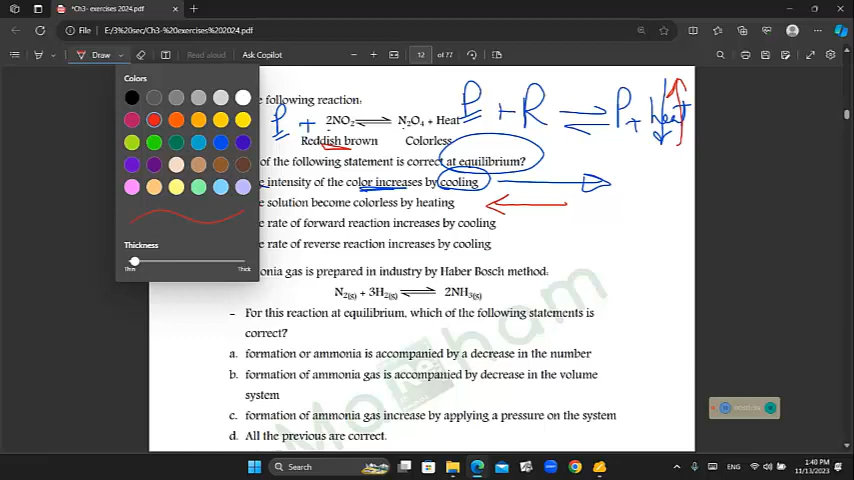 *Ch3- exercises 2024.pdf
File
E:/3 %20sec/Ch3-%20exercises%202024.pdf
Draw
Read aloud
Ask Copilot
12 of 77
Colors
Thickness
Thin
Thick
e following reaction:
P + R ⇌ P + heat
P +
2NO2 ⇌ N2O4 + Heat
Reddish brown Colorless
of the following statement is correct at equilibrium?
e intensity of the color increases by cooling
e solution become colorless by heating
e rate of forward reaction increases by cooling
e rate of reverse reaction increases by cooling
onia gas is prepared in industry by Haber Bosch method:
N2(s) + 3H2(s) ⇌ 2NH3(s)
- For this reaction at equilibrium, which of the following statements is
correct?
a. formation or ammonia is accompanied by a decrease in the number
b. formation of ammonia gas is accompanied by decrease in the volume
system
c. formation of ammonia gas increase by applying a pressure on the system
d. All the previous are correct.
Search
ENG
1:40 PM
11/13/2023